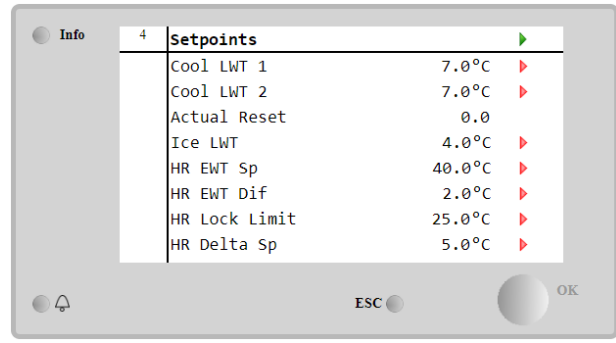 Info
4 Setpoints
Cool LWT 1 7.0°C
Cool LWT 2 7.0°C
Actual Reset 0.0
Ice LWT 4.0°C
HR EWT Sp 40.0°C
HR EWT Dif 2.0°C
HR Lock Limit 25.0°C
HR Delta Sp 5.0°C
ESC
OK